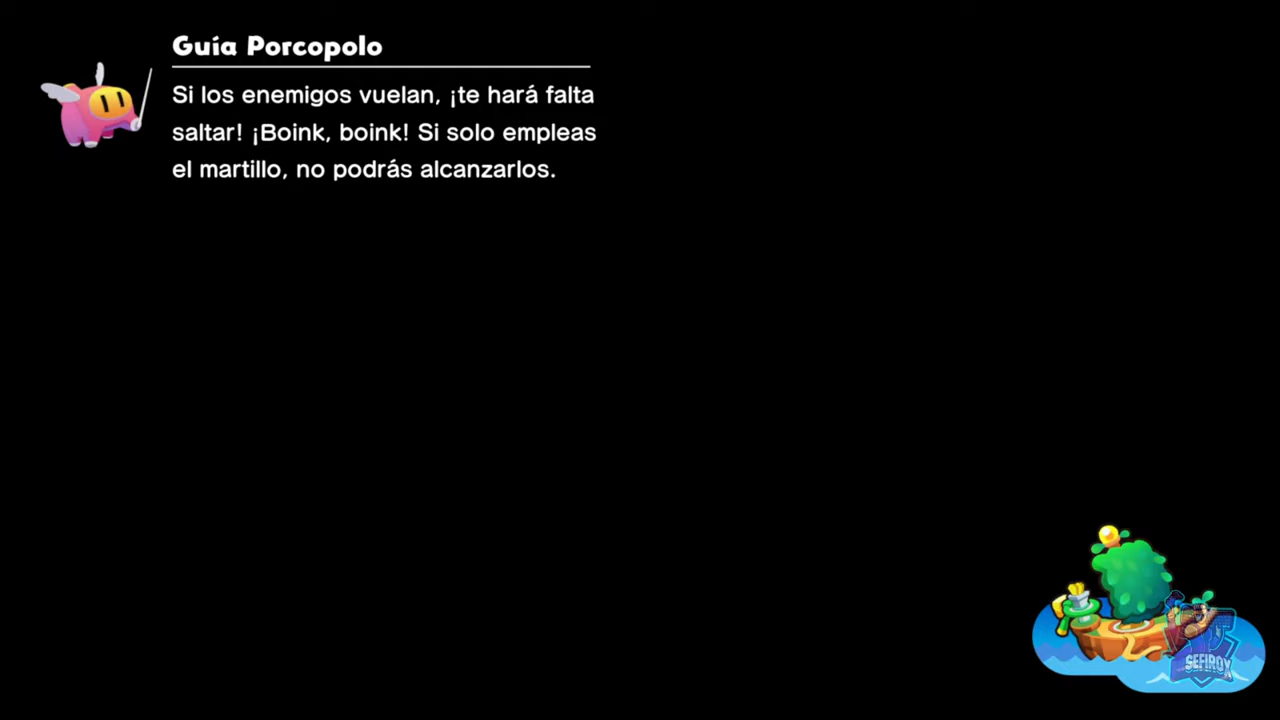 Guía Porcopolo
Si los enemigos vuelan, ¡te hará falta
saltar! ¡Boink, boink! Si solo empleas
el martillo, no podrás alcanzarlos.
SEFIROX